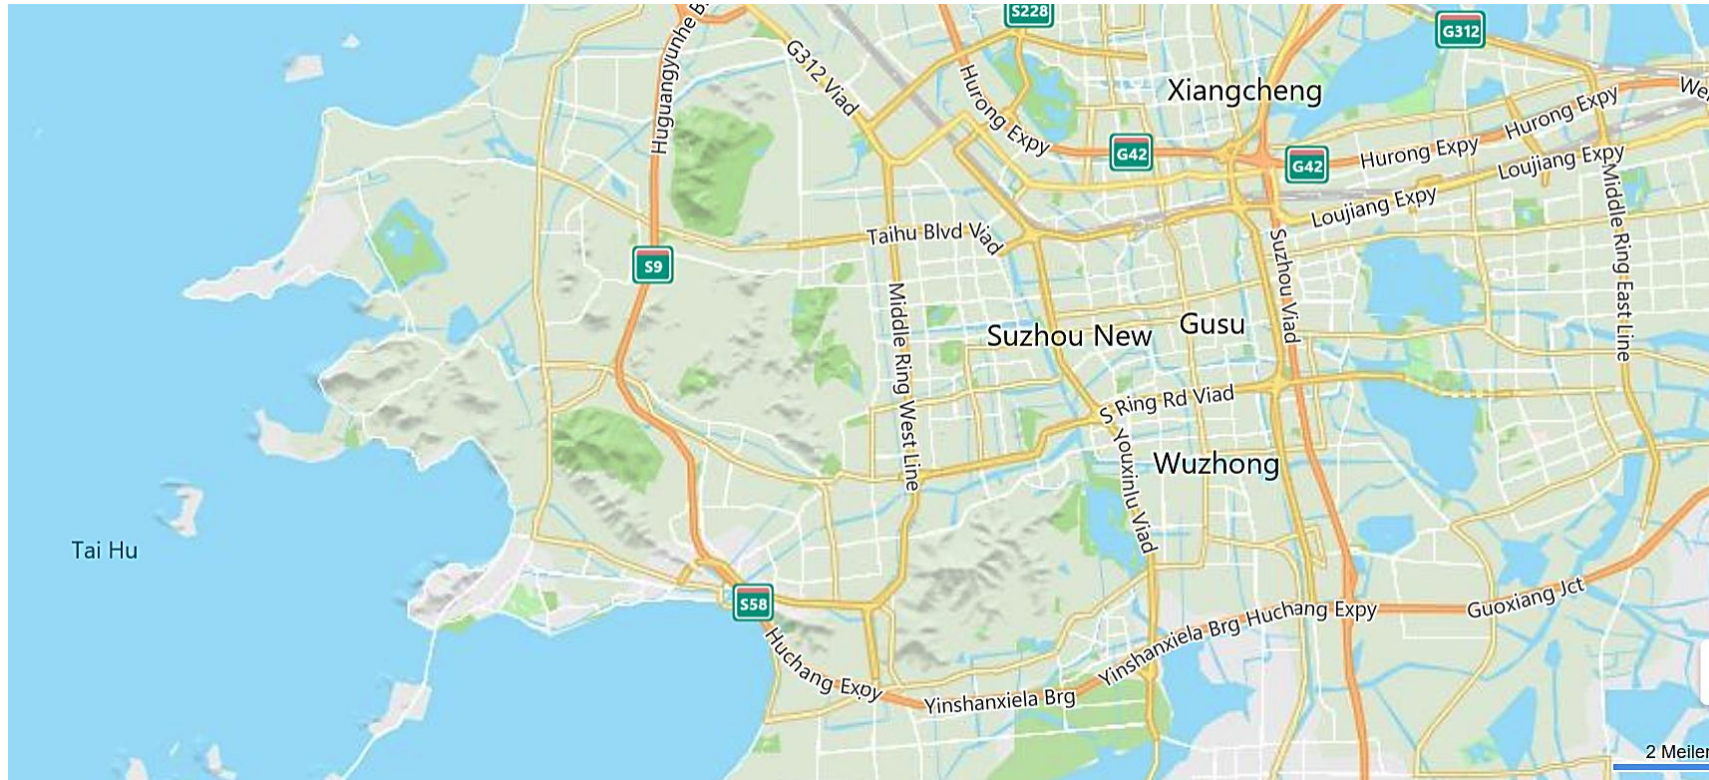 S228
G312
Huguangyunhe B
G312 Viad
Hurong Expy
Xiangcheng
Hurong Expy
We
G42
G42
Hurong Expy
Loujiang Expy
Loujiang Expy
Middle Ring East Line
Taihu Blvd Viad
S9
Suzhou Viad
Middle Ring West Line
Suzhou New
Gusu
S Ring Rd Viad
Youxinlu Viad
Wuzhong
Tai Hu
S58
Huchang Expy
Yinshanxiela Brg
Yinshanxiela Brg
Huchang Expy
Guoxiang Jct
2 Meilen